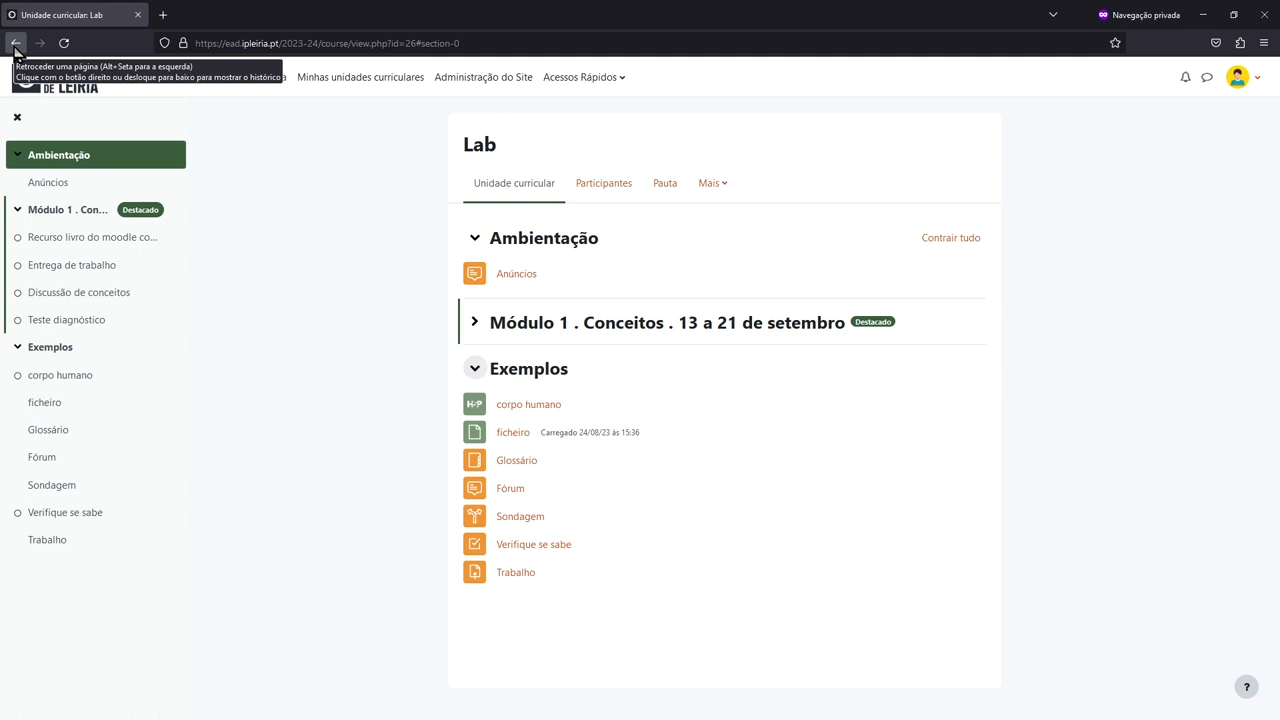 Unidade curricular: Lab
Navegação privada
https://ead.ipleiria.pt/2023-24/course/view.php?id=26#section-0
Retroceder uma página (Alt+Seta para a esquerda)
Clique com o botão direito ou desloque para baixo para mostrar o histórico
DE LEIRIA
Minhas unidades curriculares
Administração do Site
Acessos Rápidos
Ambientação
Anúncios
Módulo 1 . Con...
Destacado
Recurso livro do moodle co...
Entrega de trabalho
Discussão de conceitos
Teste diagnóstico
Exemplos
corpo humano
ficheiro
Glossário
Fórum
Sondagem
Verifique se sabe
Trabalho
Lab
Unidade curricular
Participantes
Pauta
Mais
Ambientação
Contrair tudo
Anúncios
Módulo 1 . Conceitos . 13 a 21 de setembro
Destacado
Exemplos
H-P
corpo humano
ficheiro Carregado 24/08/23 às 15:36
Glossário
Fórum
Sondagem
Verifique se sabe
Trabalho
?